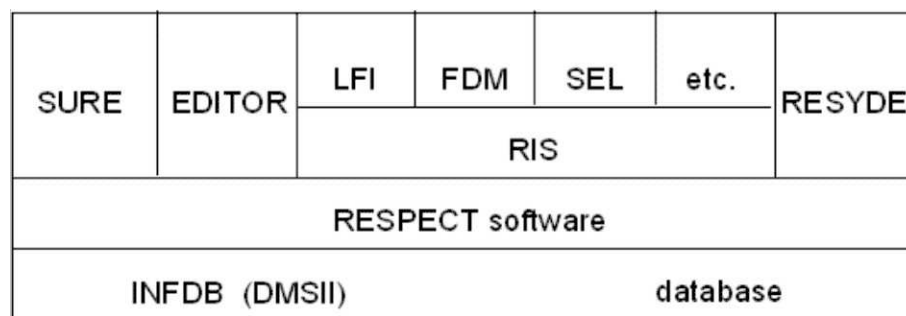 LFI FDM SEL etc.
SURE EDITOR RESYDE
RIS
RESPECT software
INFDB (DMSII) database